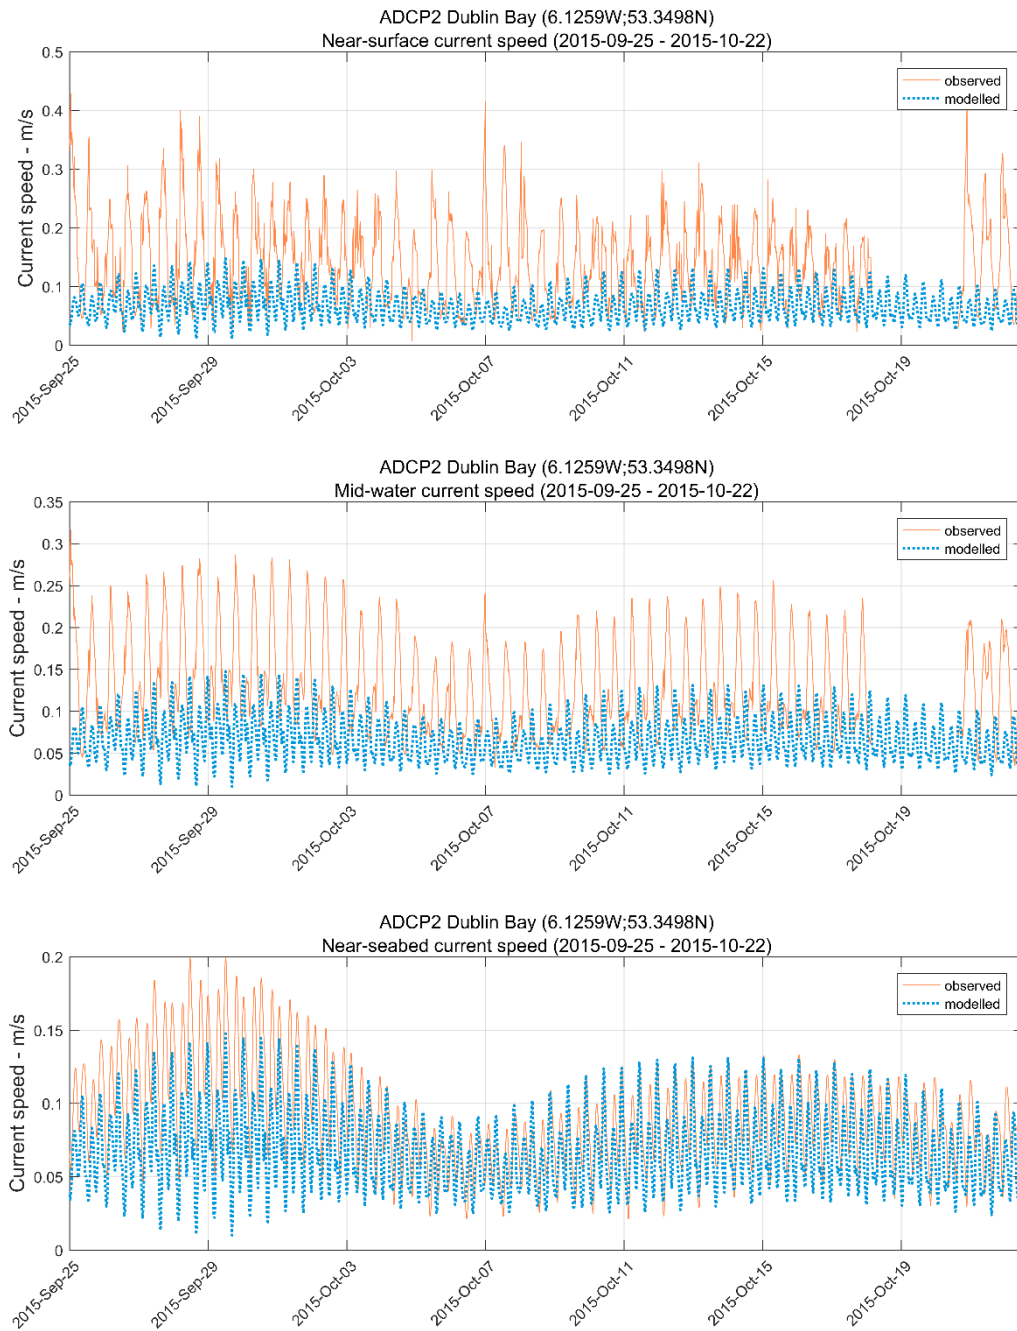 ADCP2 Dublin Bay (6.1259W;53.3498N)
Near-surface current speed (2015-09-25 - 2015-10-22)
Current speed - m/s
0.5
0.4
0.3
0.2
0.1
0
observed
modelled
2015-Sep-25
2015-Sep-29
2015-Oct-03
2015-Oct-07
2015-Oct-11
2015-Oct-15
2015-Oct-19
ADCP2 Dublin Bay (6.1259W;53.3498N)
Mid-water current speed (2015-09-25 - 2015-10-22)
Current speed - m/s
0.35
0.3
0.25
0.2
0.15
0.1
0.05
0
observed
modelled
2015-Sep-25
2015-Sep-29
2015-Oct-03
2015-Oct-07
2015-Oct-11
2015-Oct-15
2015-Oct-19
ADCP2 Dublin Bay (6.1259W;53.3498N)
Near-seabed current speed (2015-09-25 - 2015-10-22)
Current speed - m/s
0.2
0.15
0.1
0.05
0
observed
modelled
2015-Sep-25
2015-Sep-29
2015-Oct-03
2015-Oct-07
2015-Oct-11
2015-Oct-15
2015-Oct-19